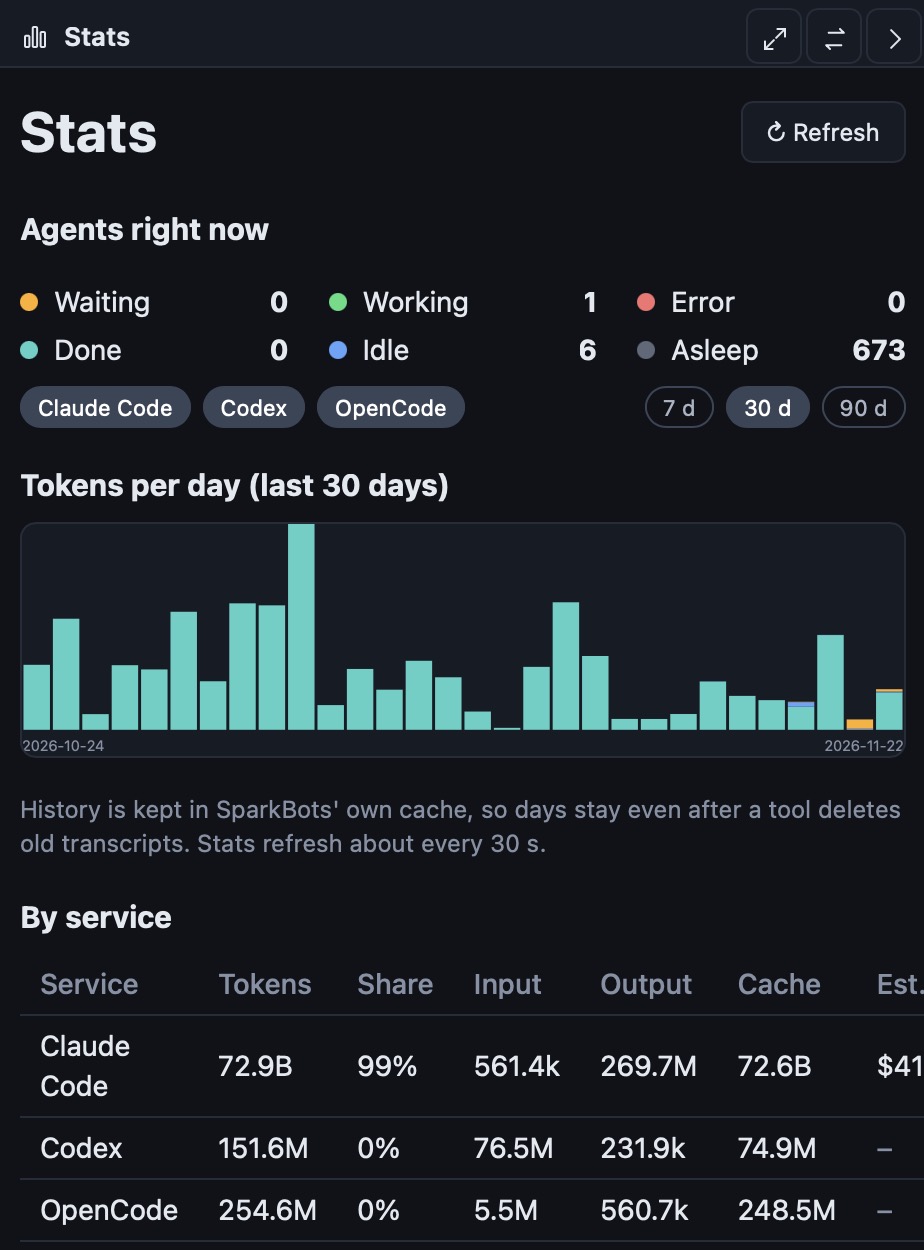 Stats
Stats
Refresh
Agents right now
Waiting 0 Working 1 Error 0
Done 0 Idle 6 Asleep 673
Claude Code Codex OpenCode 7 d 30 d 90 d
Tokens per day (last 30 days)
2026-10-24 2026-11-22
History is kept in SparkBots' own cache, so days stay even after a tool deletes
old transcripts. Stats refresh about every 30 s.
By service
Service Tokens Share Input Output Cache Est.
Claude
Code 72.9B 99% 561.4k 269.7M 72.6B $41
Codex 151.6M 0% 76.5M 231.9k 74.9M –
OpenCode 254.6M 0% 5.5M 560.7k 248.5M –